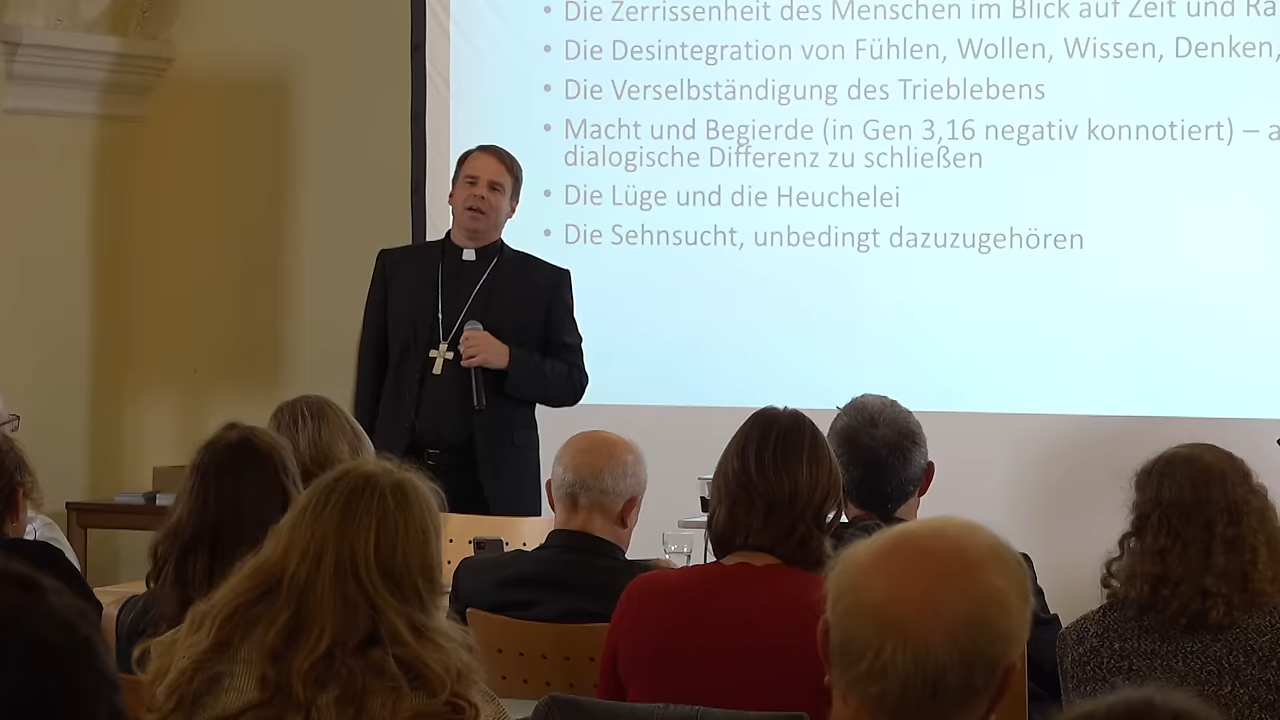 • Die Zerrissenheit des Menschen im Blick auf Zeit und Ra
• Die Desintegration von Fühlen, Wollen, Wissen, Denken,
• Die Verselbständigung des Trieblebens
• Macht und Begierde (in Gen 3,16 negativ konnotiert) – a
dialogische Differenz zu schließen
• Die Lüge und die Heuchelei
• Die Sehnsucht, unbedingt dazuzugehören